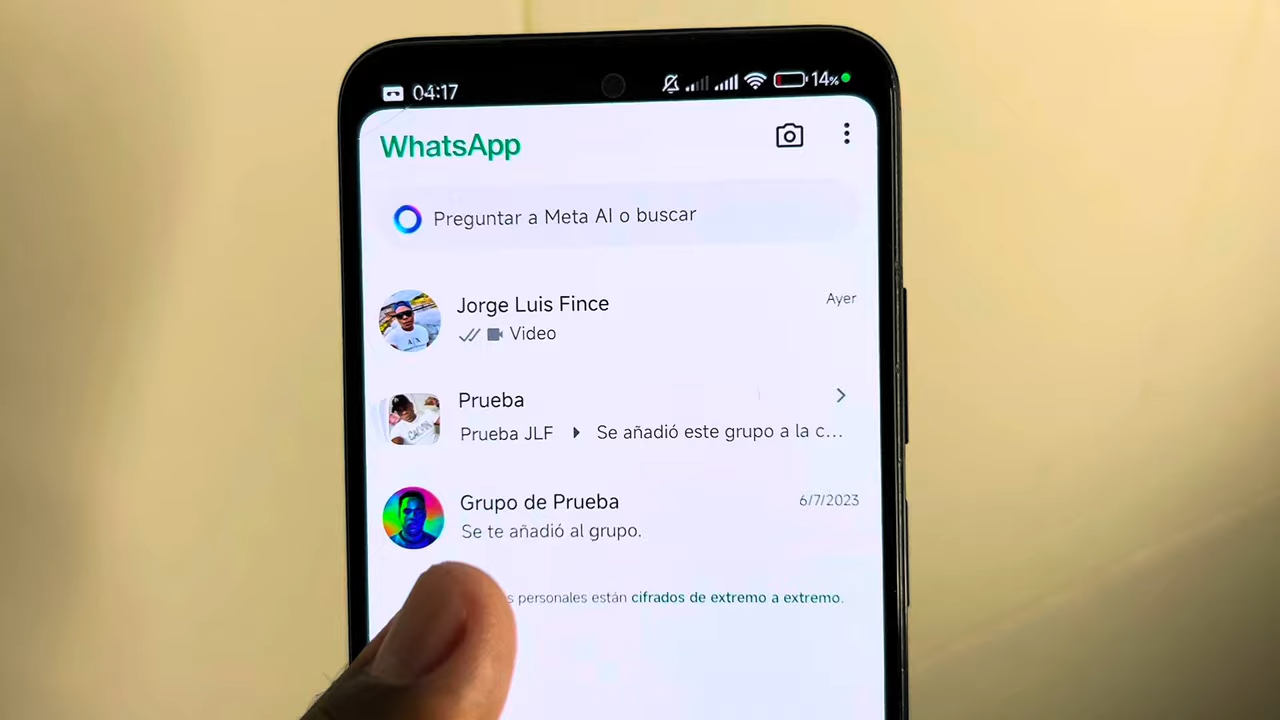 04:17
14%
WhatsApp
Preguntar a Meta AI o buscar
Jorge Luis Fince
Ayer
Video
Prueba
Prueba JLF
Se añadió este grupo a la c...
Grupo de Prueba
6/7/2023
Se te añadió al grupo.
personales están cifrados de extremo a extremo.